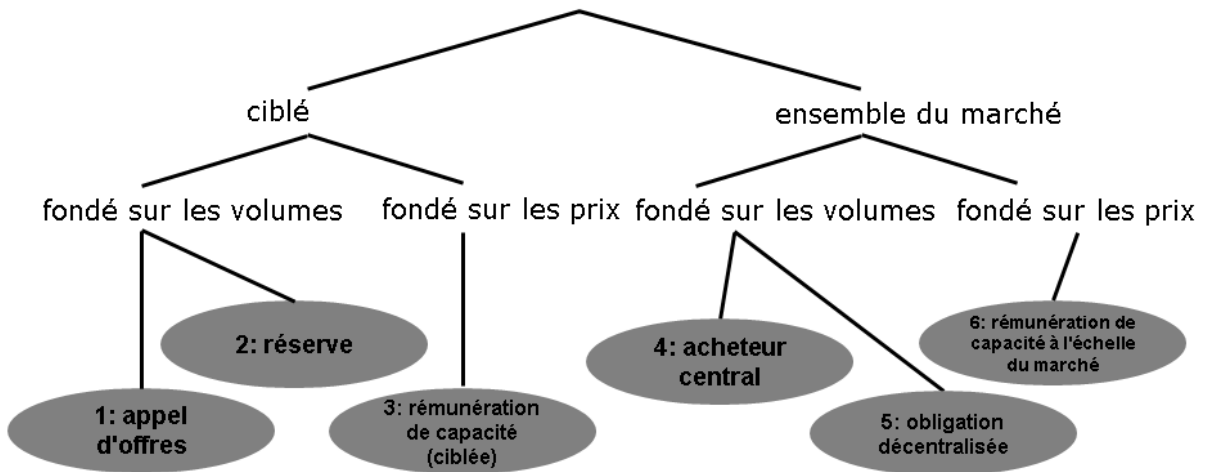 ciblé
ensemble du marché
fondé sur les volumes
fondé sur les prix
fondé sur les volumes
fondé sur les prix
1: appel
d'offres
2: réserve
3: rémunération
de capacité
(ciblée)
4: acheteur
central
5: obligation
décentralisée
6: rémunération de
capacité à l'échelle
du marché